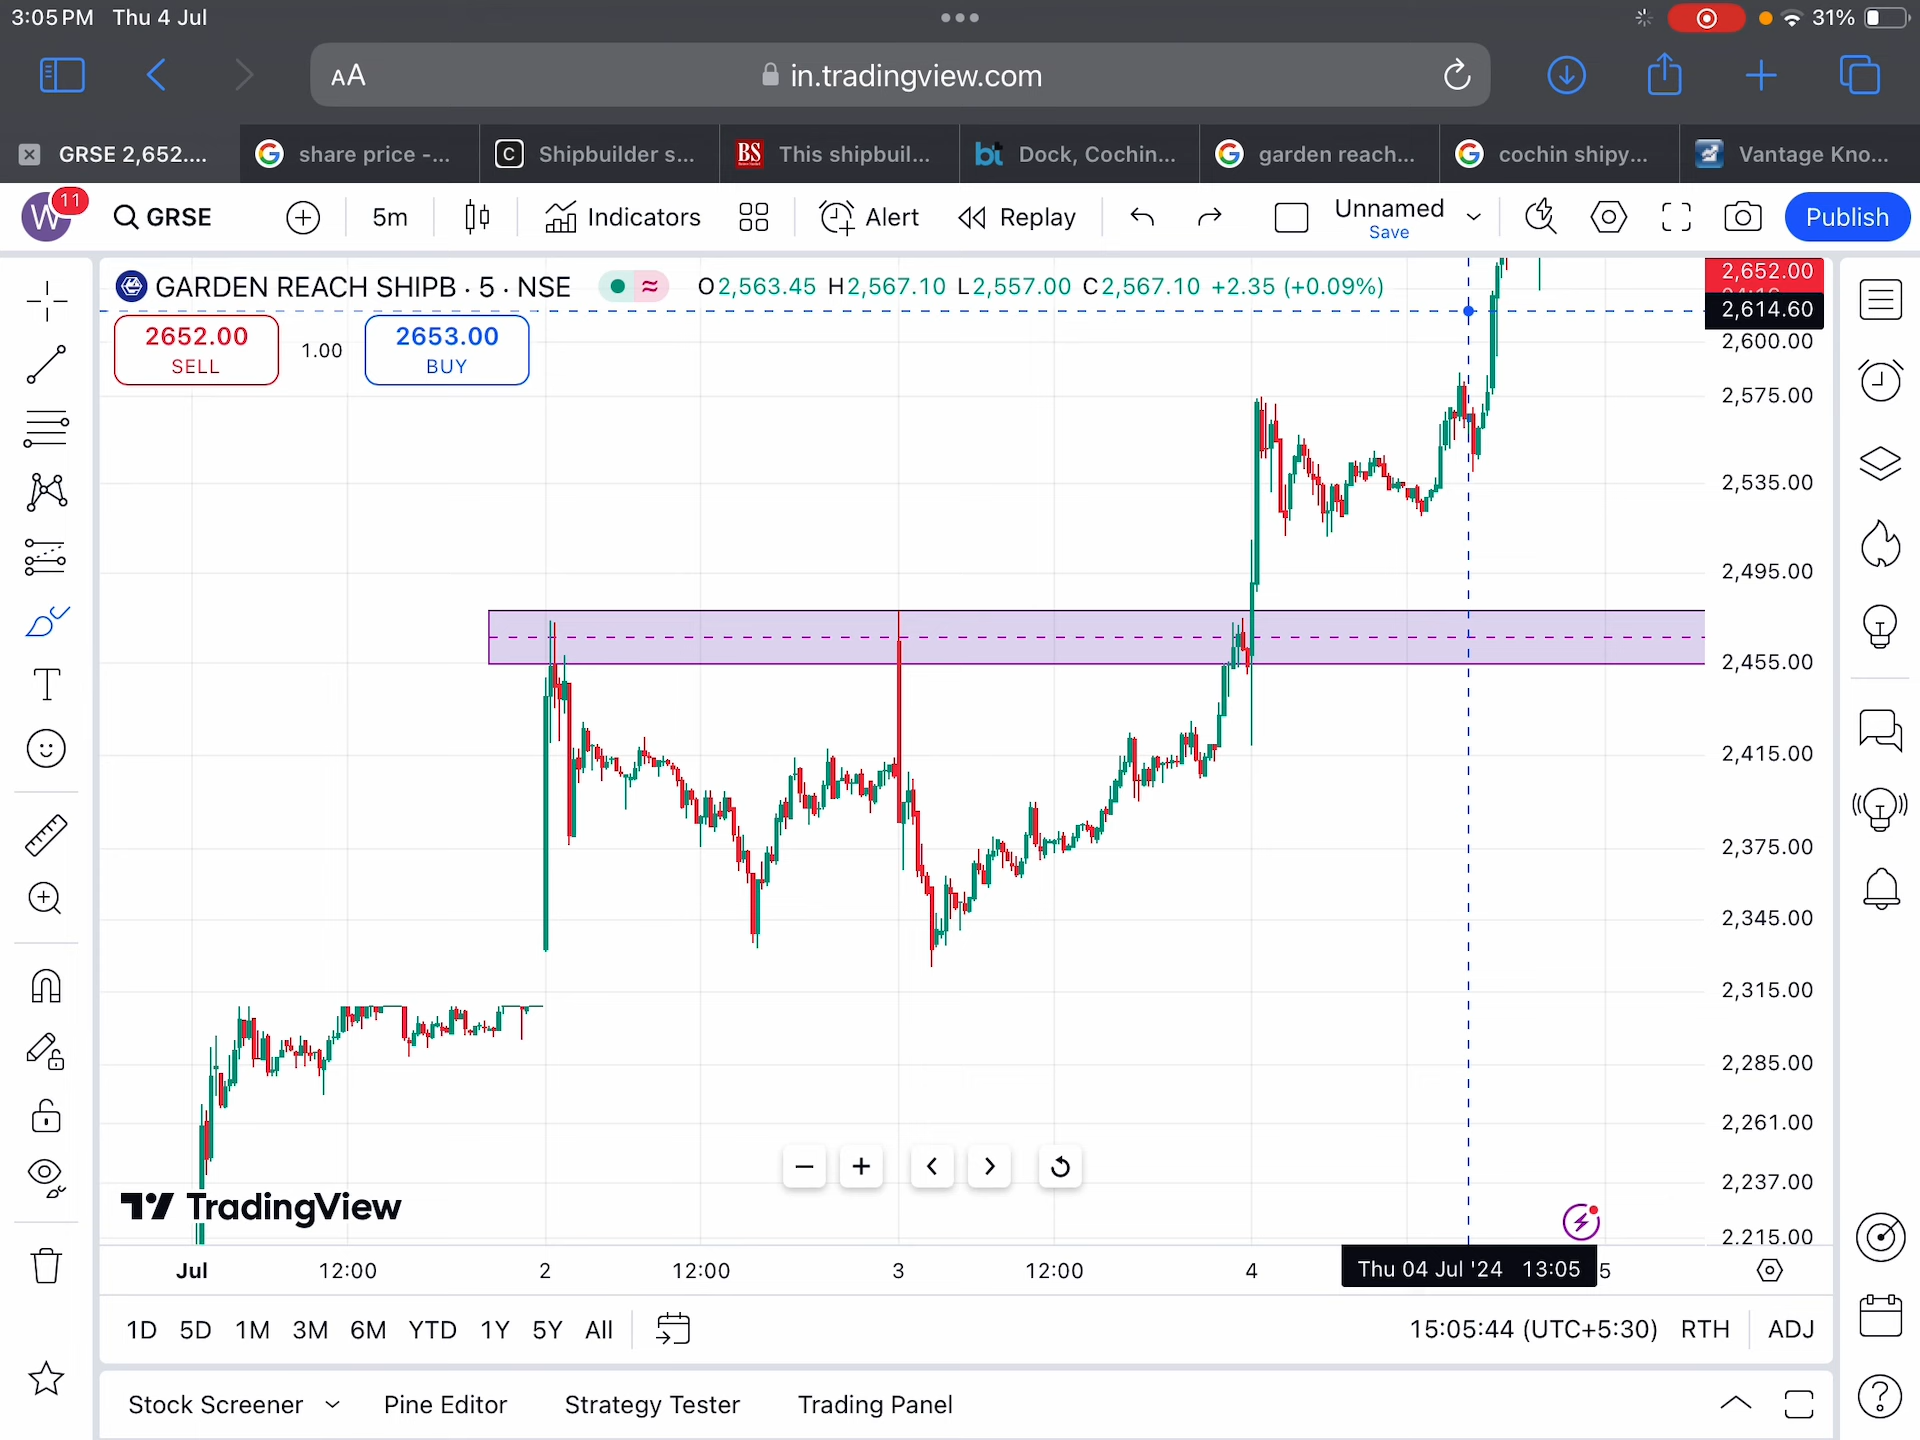 3:05 PM Thu 4 Jul
31%
AA
in.tradingview.com
GRSE 2,652....
share price -...
C
Shipbuilder s...
BS
This shipbuil...
bt
Dock, Cochin...
garden reach...
cochin shipy...
Vantage Kno...
W
11
GRSE
5m
Indicators
Alert
Replay
Unnamed
Save
Publish
GARDEN REACH SHIPB · 5 · NSE
O2,563.45 H2,567.10 L2,557.00 C2,567.10 +2.35 (+0.09%)
2652.00
SELL
1.00
2653.00
BUY
2,652.00
2,614.60
2,600.00
2,575.00
2,535.00
2,495.00
2,455.00
2,415.00
2,375.00
2,345.00
2,315.00
2,285.00
2,261.00
2,237.00
2,215.00
TradingView
Jul
12:00
2
12:00
3
12:00
4
Thu 04 Jul '24 13:05
5
1D 5D 1M 3M 6M YTD 1Y 5Y All
15:05:44 (UTC+5:30) RTH ADJ
Stock Screener
Pine Editor
Strategy Tester
Trading Panel